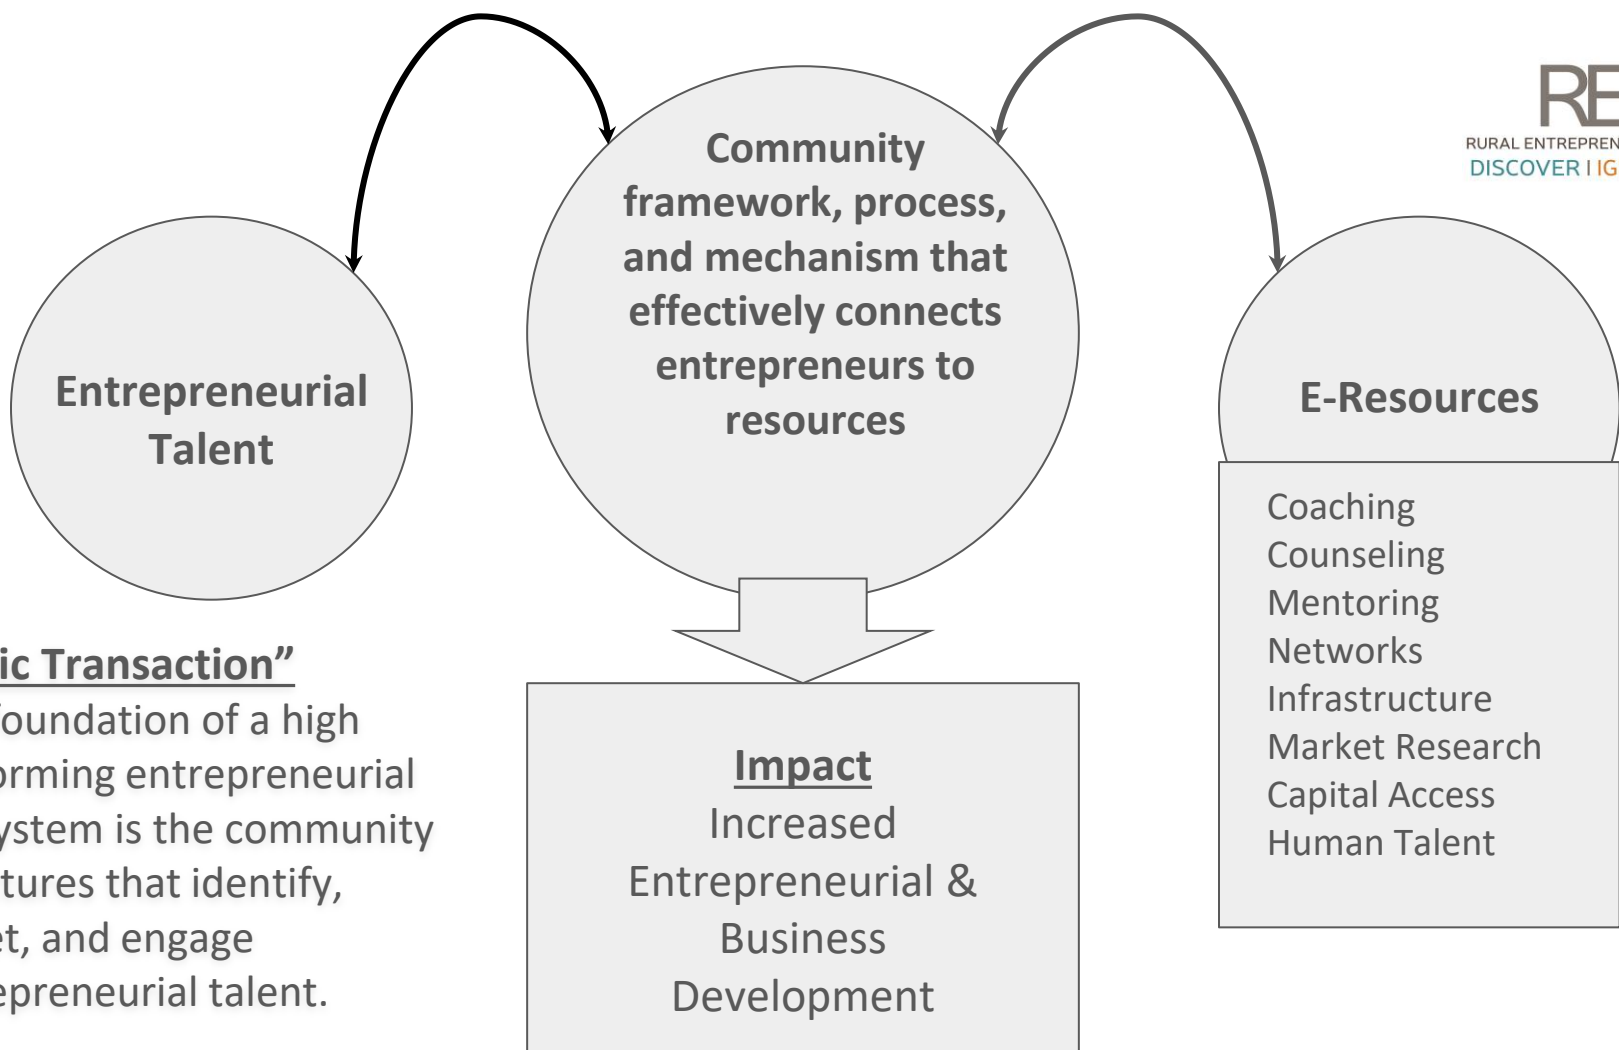 Community
framework, process,
and mechanism that
effectively connects
entrepreneurs to
resources
RE
RURAL ENTREPREN
DISCOVER I IG
Entrepreneurial
Talent
E-Resources
Coaching
Counseling
Mentoring
Networks
Infrastructure
Market Research
Capital Access
Human Talent
ic Transaction”
foundation of a high
orming entrepreneurial
ystem is the community
tures that identify,
et, and engage
epreneurial talent.
Impact
Increased
Entrepreneurial &
Business
Development